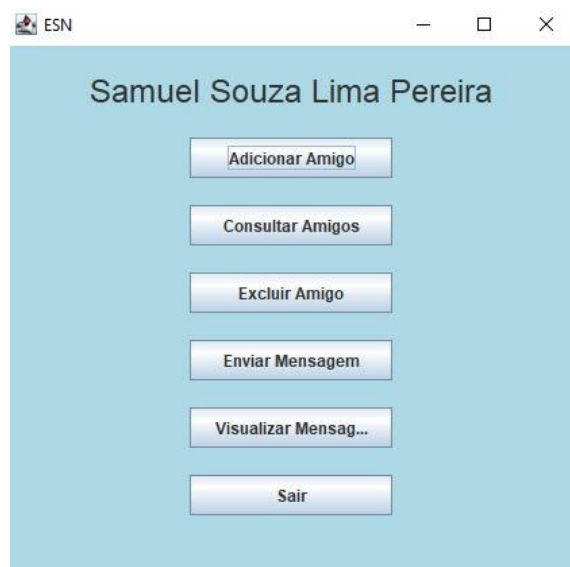 ESN
Samuel Souza Lima Pereira
Adicionar Amigo
Consultar Amigos
Excluir Amigo
Enviar Mensagem
Visualizar Mensag...
Sair